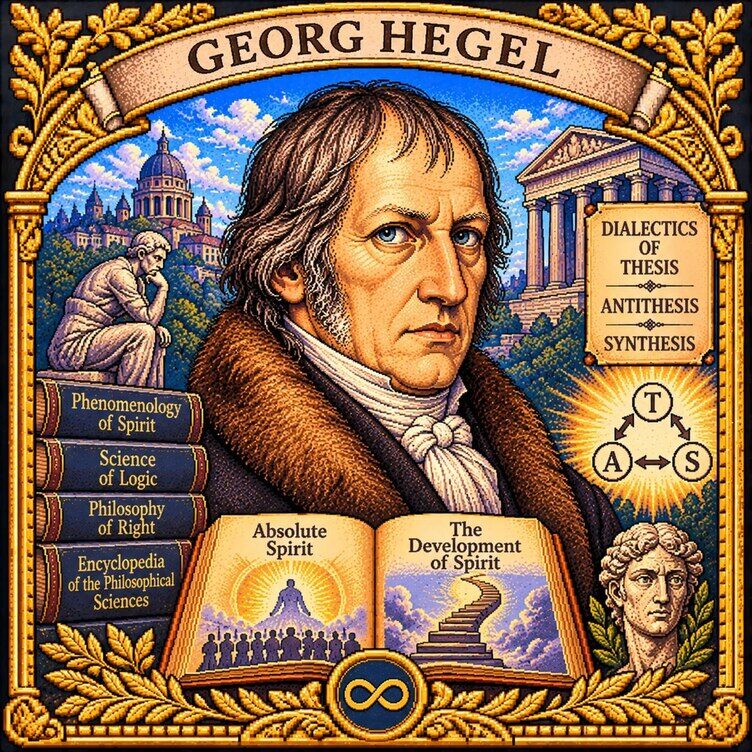 GEORG HEGEL
DIALECTICS
OF
THESIS
ANTITHESIS
SYNTHESIS
T
A
S
Phenomenology
of Spirit
Science
of Logic
Philosophy
of Right
Encyclopedia
of the Philosophical
Sciences
Absolute
Spirit
The
Development
of Spirit
∞